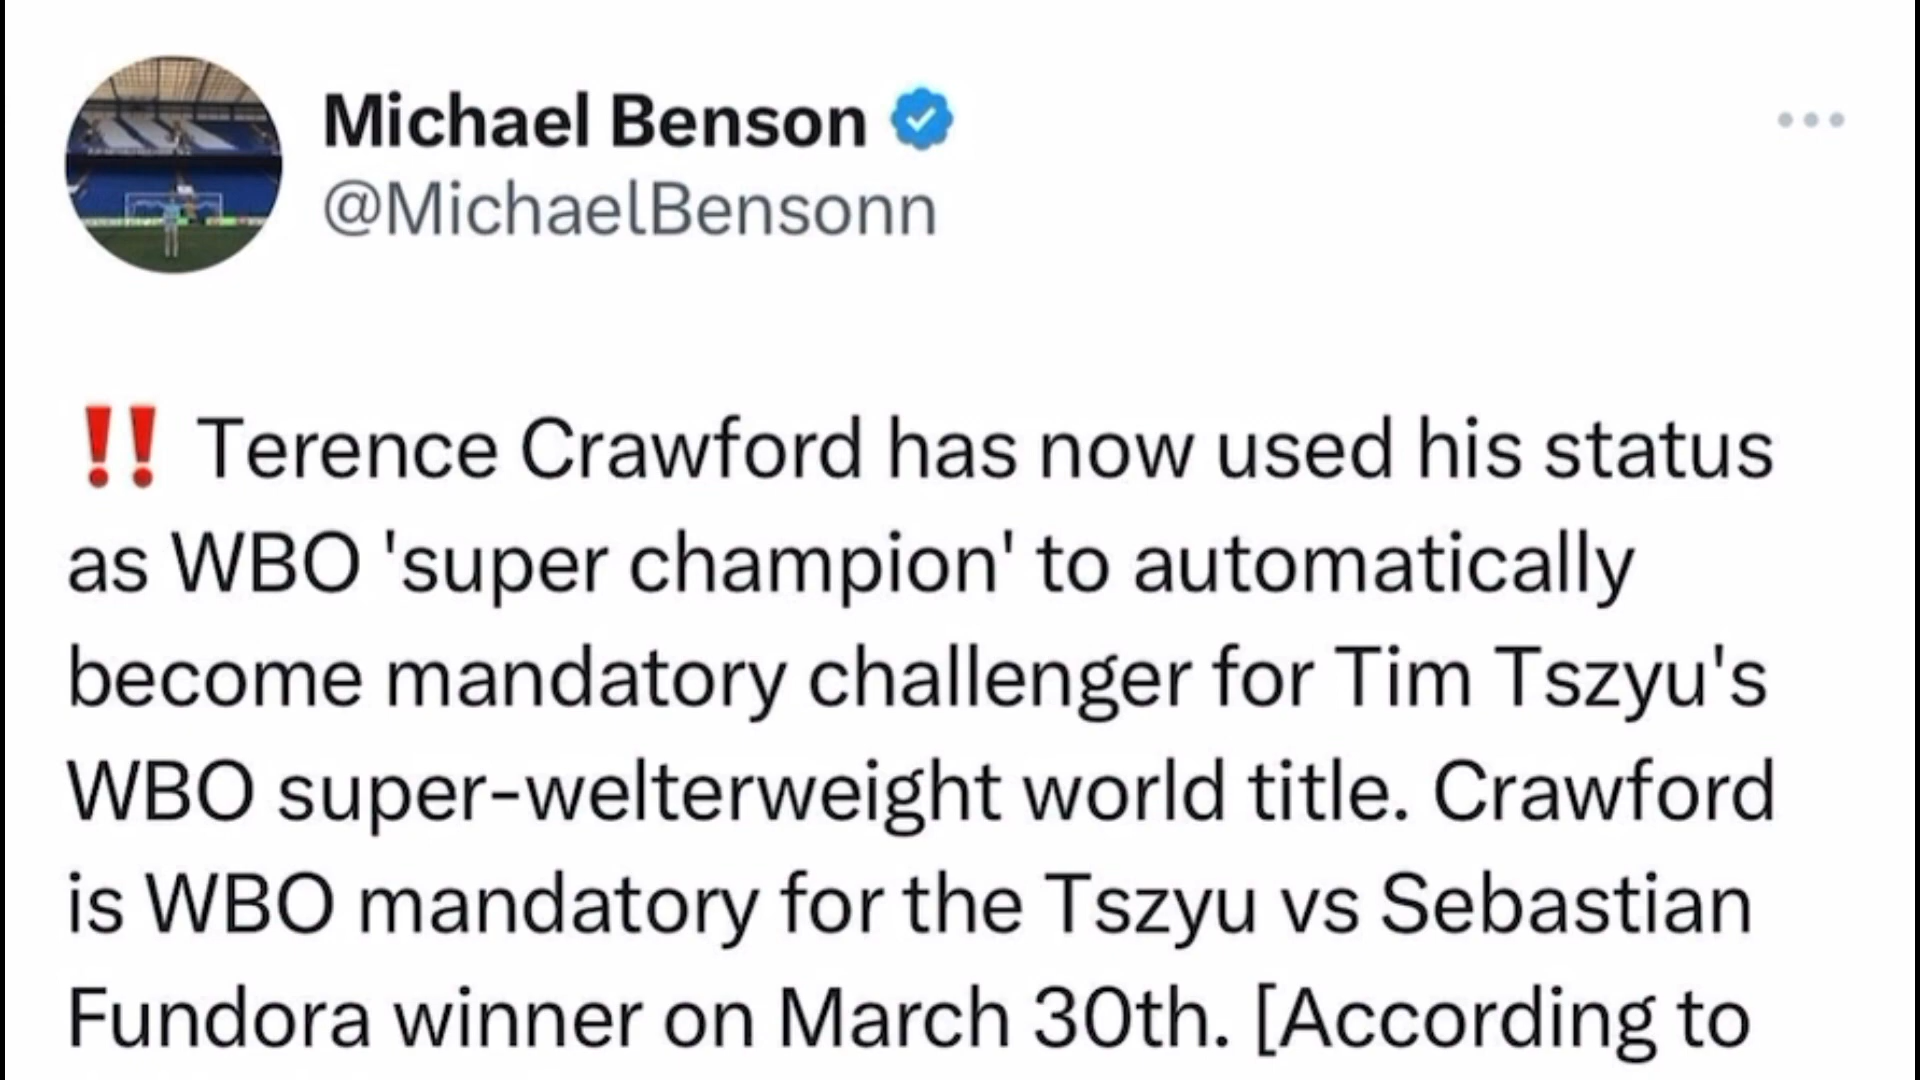 Michael Benson
@MichaelBensonn
‼️ Terence Crawford has now used his status
as WBO 'super champion' to automatically
become mandatory challenger for Tim Tszyu's
WBO super-welterweight world title. Crawford
is WBO mandatory for the Tszyu vs Sebastian
Fundora winner on March 30th. [According to